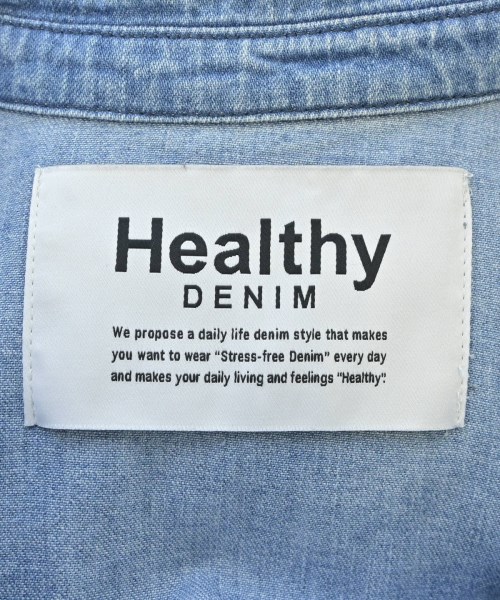 Healthy
DENIM
We propose a daily life denim style that makes
you want to wear "Stress-free Denim" every day
and makes your daily living and feelings "Healthy".